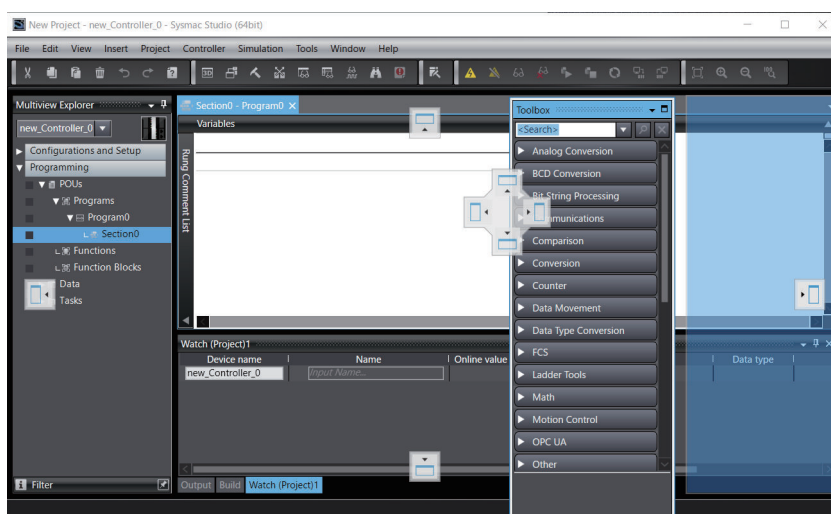 New Project - new_Controller_0 - Sysmac Studio (64bit)
File Edit View Insert Project Controller Simulation Tools Window Help
Multiview Explorer
new_Controller_0
Configurations and Setup
Programming
POUs
Programs
Program0
Section0
Functions
Function Blocks
Data
Tasks
Filter
Section0 - Program0
Variables
Rung Comment List
Toolbox
<Search>
Analog Conversion
BCD Conversion
Bit String Processing
Comparison
Conversion
Counter
Data Movement
Data Type Conversion
FCS
Ladder Tools
Math
Motion Control
OPC UA
Other
Watch (Project)1
Device name Name Online value Data type
new_Controller_0 Input Name...
Output Build Watch (Project)1